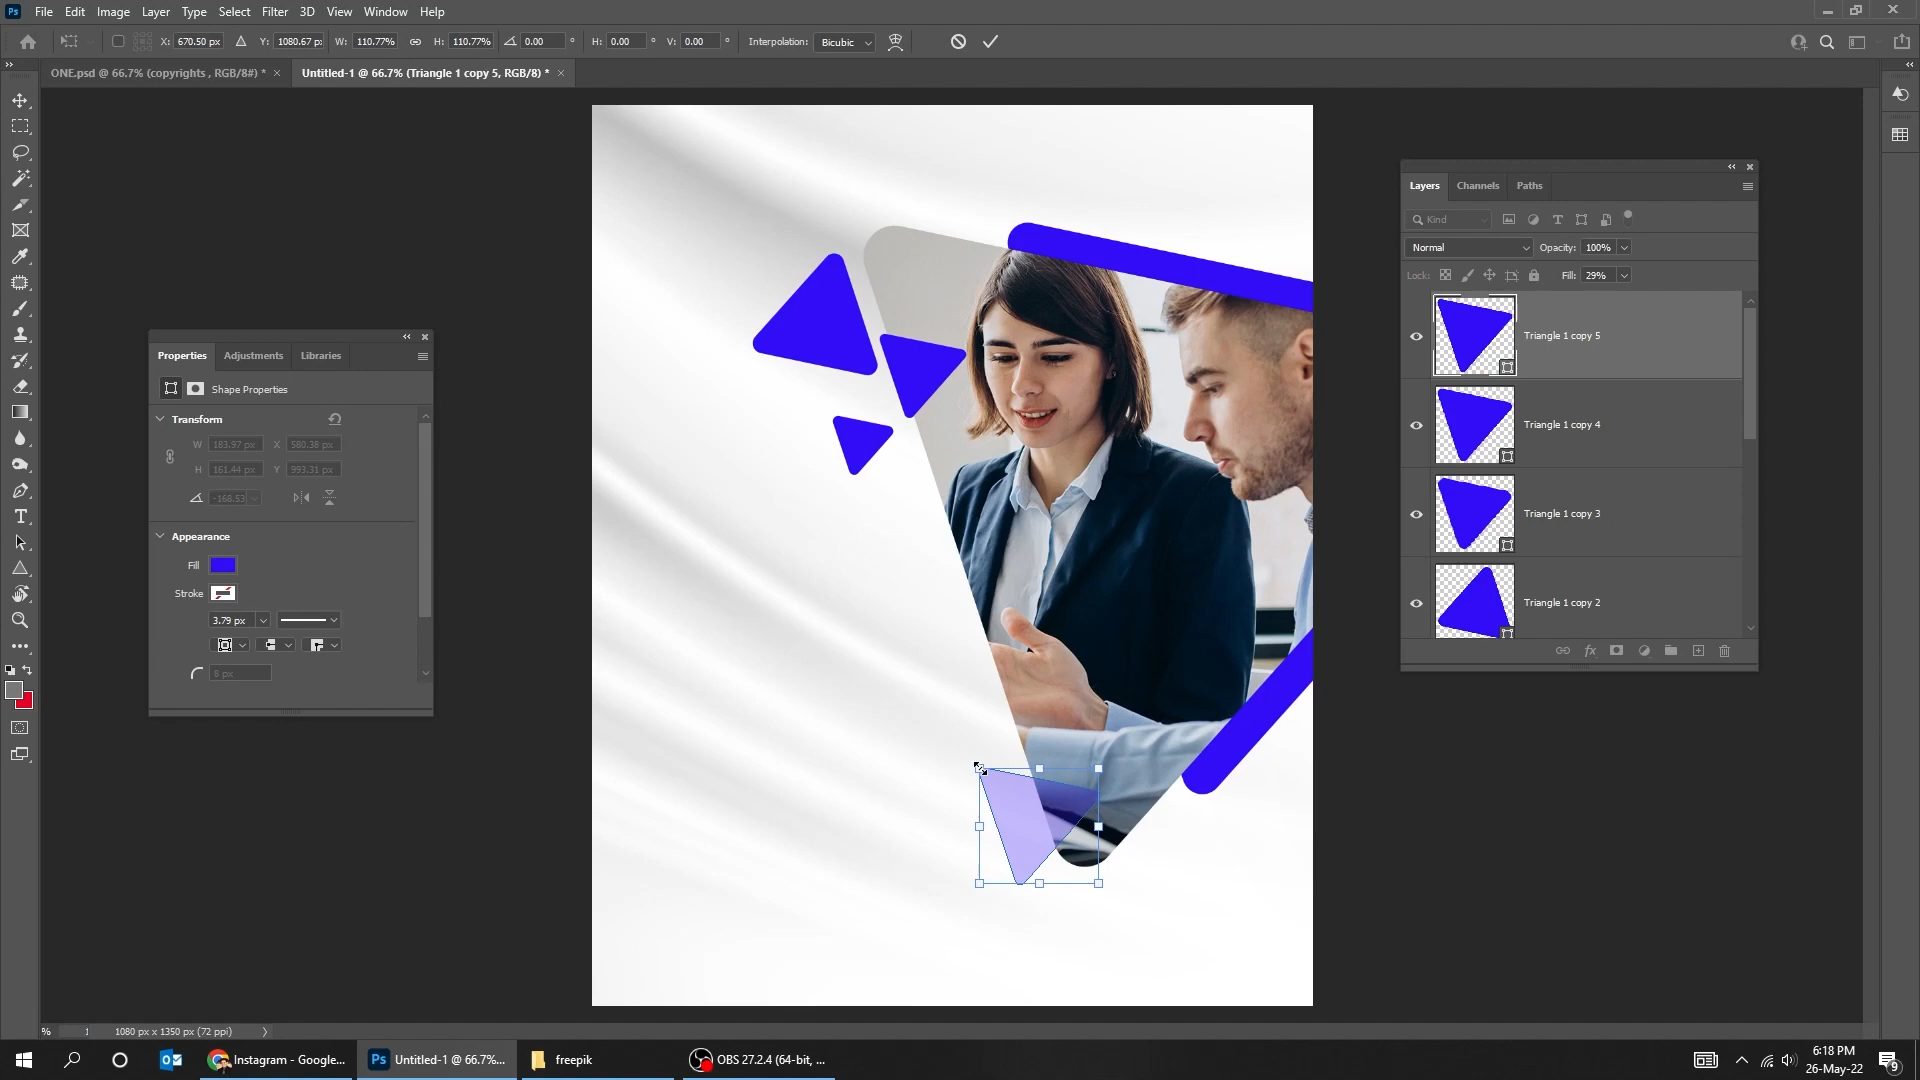 Ps File Edit Image Layer Type Select Filter 3D View Window Help
X: 670.50 px Y: 1080.67 px W: 110.77% H: 110.77% 0.00 ° H: 0.00 ° V: 0.00 ° Interpolation: Bicubic
ONE.psd @ 66.7% (copyrights , RGB/8#) * × Untitled-1 @ 66.7% (Triangle 1 copy 5, RGB/8) * ×
Properties Adjustments Libraries
Shape Properties
Transform
W 183.97 px X 580.38 px
H 161.44 px Y 993.31 px
-168.53
Appearance
Fill
Stroke
3.79 px
8 px
Layers Channels Paths
Kind
Normal Opacity: 100%
Lock: Fill: 29%
Triangle 1 copy 5
Triangle 1 copy 4
Triangle 1 copy 3
Triangle 1 copy 2
fx
% 1 1080 px x 1350 px (72 ppi)
Instagram - Google... Ps Untitled-1 @ 66.7%... freepik OBS 27.2.4 (64-bit, ...
6:18 PM
26-May-22
9